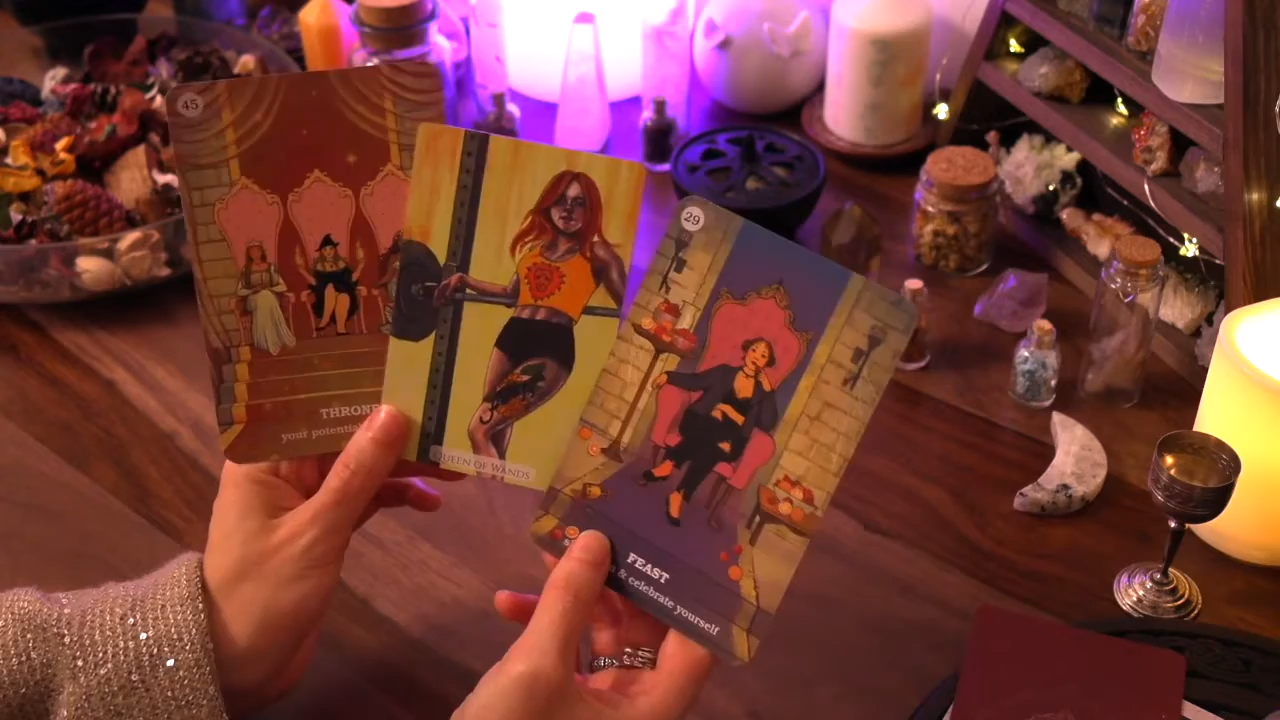 45
THRONE
your potential
QUEEN OF WANDS
29
FEAST
& celebrate yourself